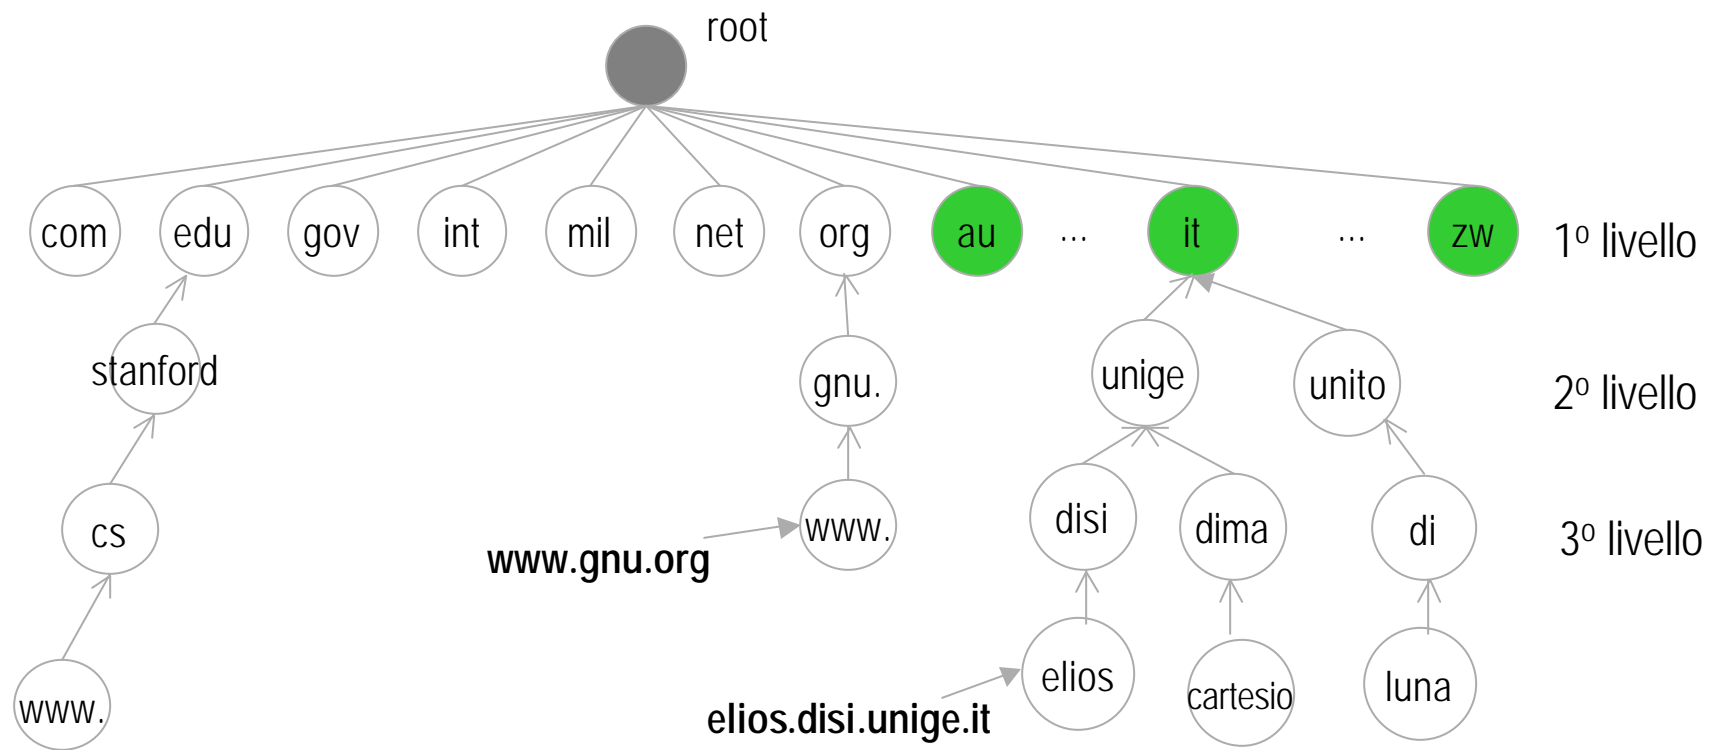 root
com edu gov int mil net org au ... it ... zw 1º livello
stanford gnu. unige unito 2º livello
cs www. disi dima di 3º livello
www.gnu.org
www. elios cartesio luna
elios.disi.unige.it